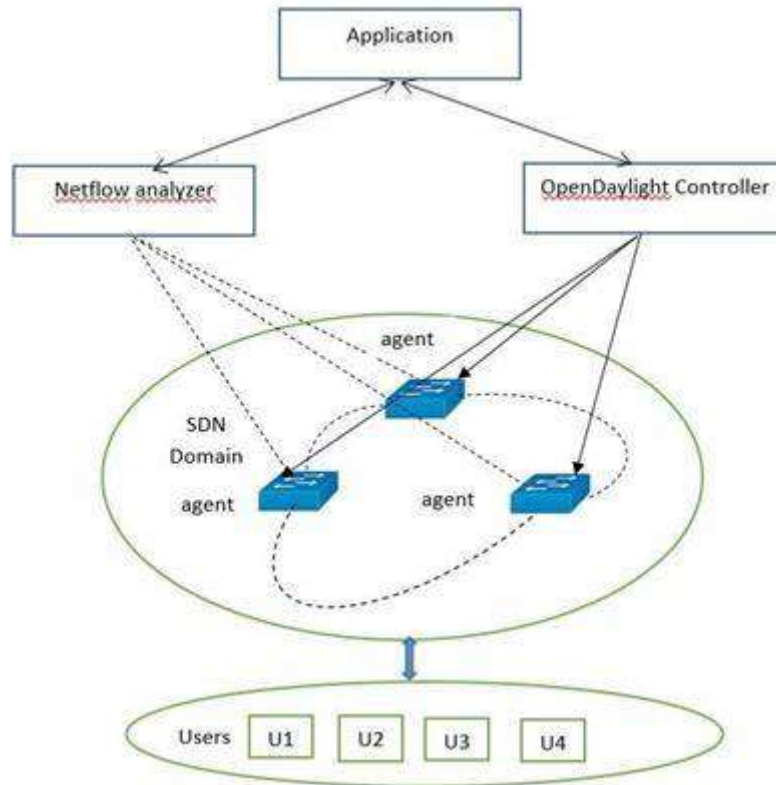 Application
Netflow analyzer
OpenDaylight Controller
agent
SDN
Domain
agent
agent
Users
U1
U2
U3
U4